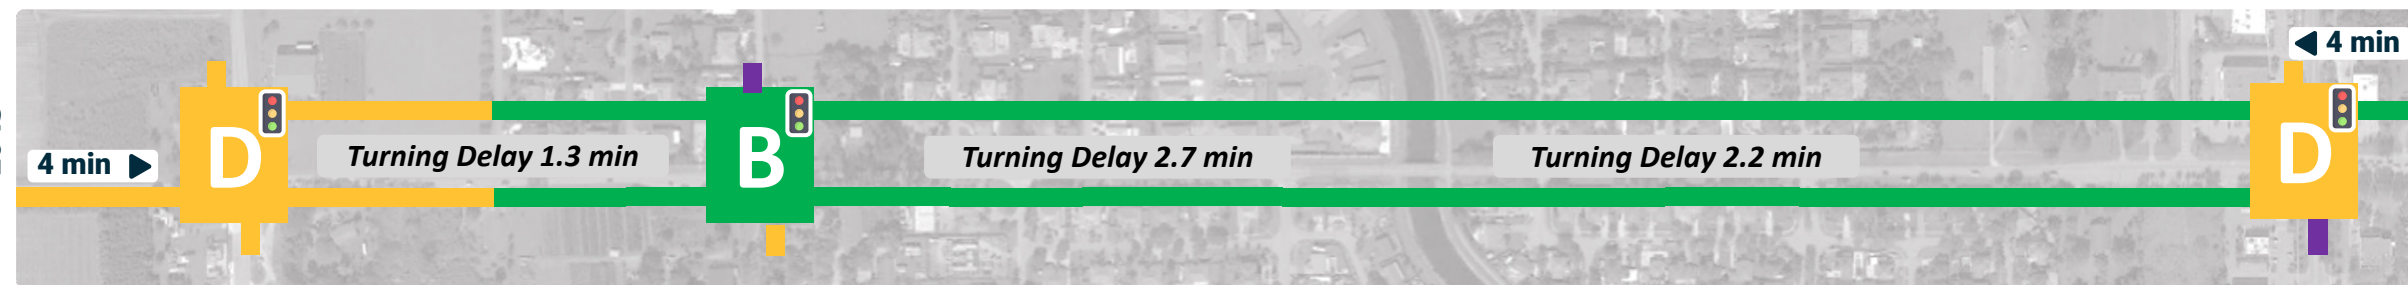 4 min
4 min
D
Turning Delay 1.3 min
B
Turning Delay 2.7 min
Turning Delay 2.2 min
D